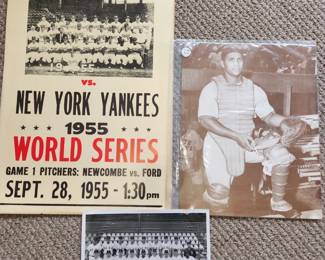 vs.
NEW YORK YANKEES
★ ★ ★ 1955 ★ ★ ★
WORLD SERIES
GAME 1 PITCHERS: NEWCOMBE vs. FORD
SEPT. 28, 1955 - 1:30pm